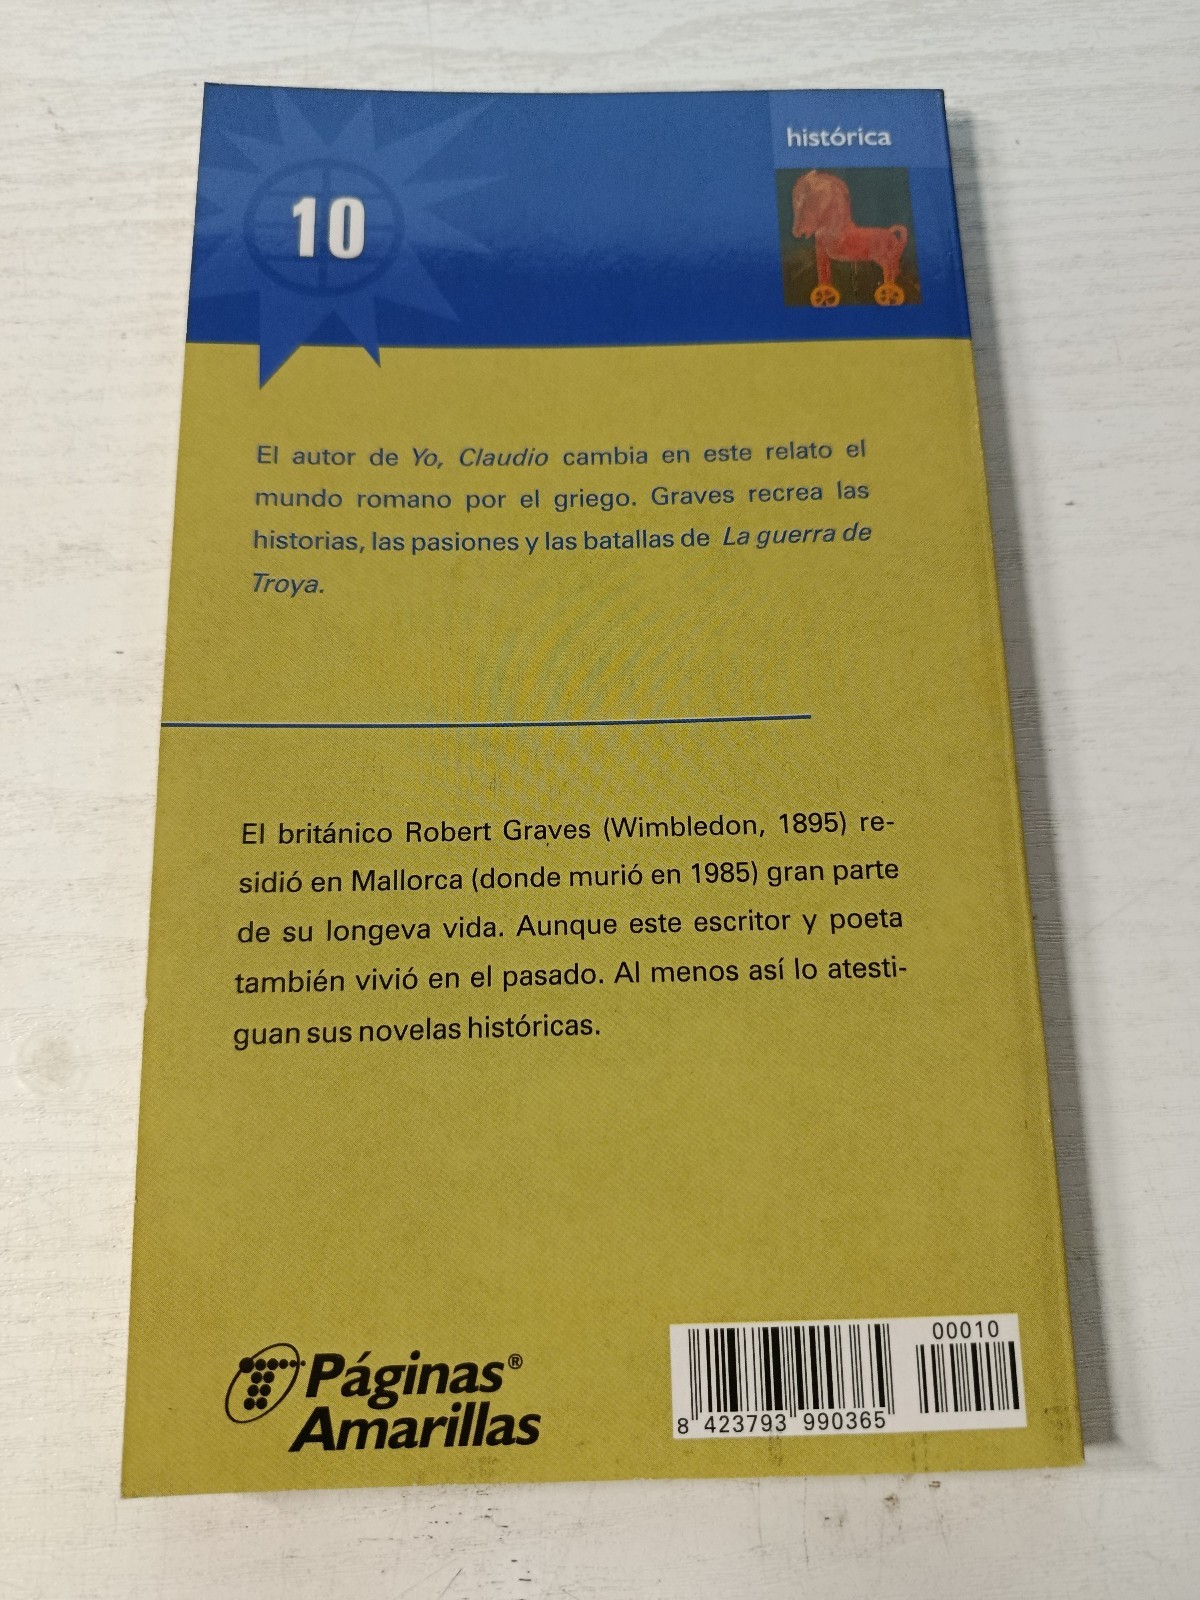 10
histórica
El autor de Yo, Claudio cambia en este relato el
mundo romano por el griego. Graves recrea las
historias, las pasiones y las batallas de La guerra de
Troya.
El británico Robert Graves (Wimbledon, 1895) re-
sidió en Mallorca (donde murió en 1985) gran parte
de su longeva vida. Aunque este escritor y poeta
también vivió en el pasado. Al menos así lo atesti-
guan sus novelas históricas.
Páginas®
Amarillas
00010
8 423793 990365